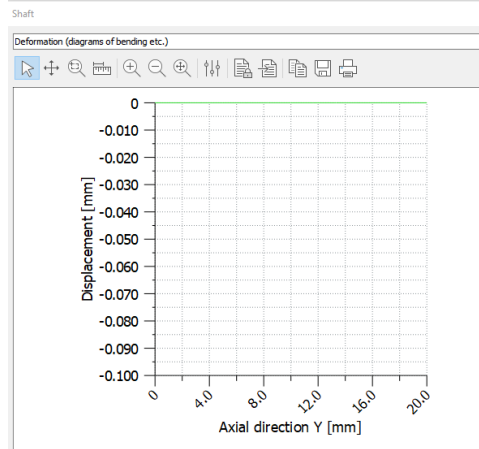 Shaft
Deformation (diagrams of bending etc.)
0
-0.010
-0.020
-0.030
-0.040
-0.050
-0.060
-0.070
-0.080
-0.090
-0.100
Displacement [mm]
0 4.0 8.0 12.0 16.0 20.0
Axial direction Y [mm]